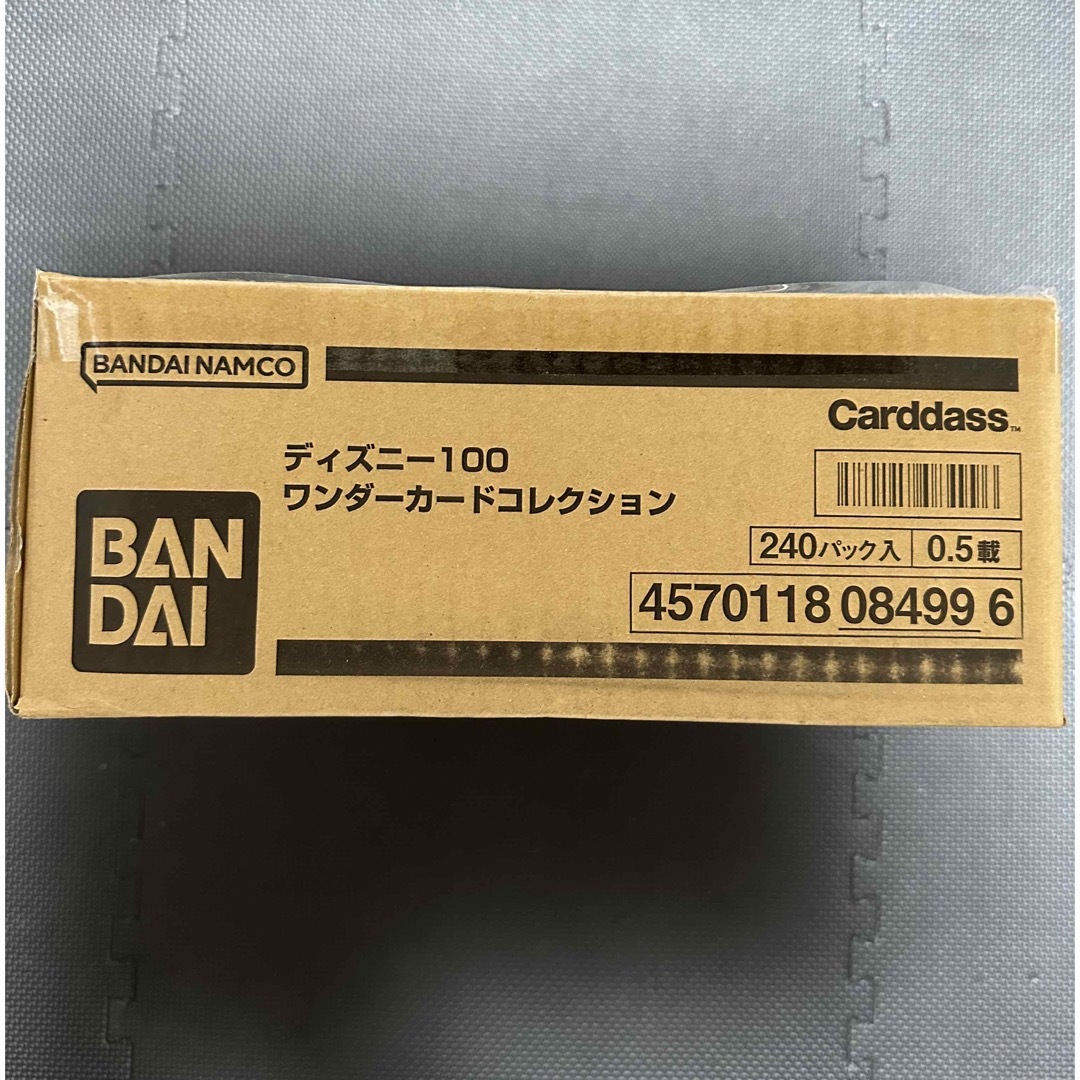 BANDAI NAMCO
Carddass™
ディズニー100
ワンダーカードコレクション
BAN
DAI
240パック入 0.5載
4570118 08499 6